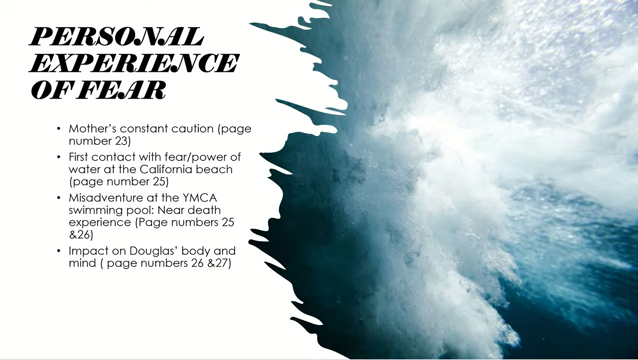 PERSONAL
EXPERIENCE
OF FEAR
• Mother's constant caution (page
number 23)
• First contact with fear/power of
water at the California beach
(page number 25)
• Misadventure at the YMCA
swimming pool: Near death
experience (Page numbers 25
&26)
• Impact on Douglas' body and
mind ( page numbers 26 &27)